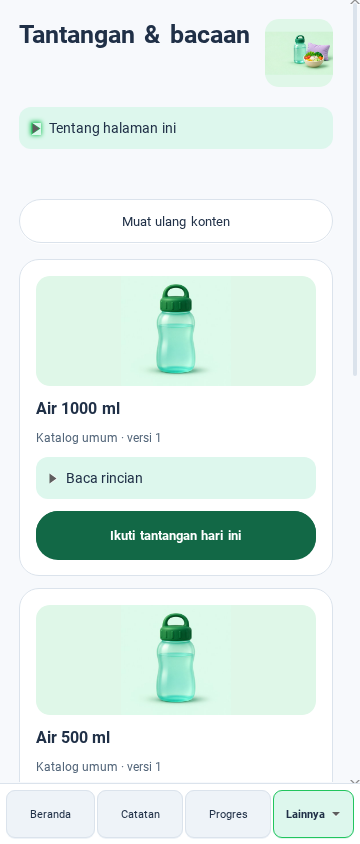 Tantangan & bacaan
Tentang halaman ini
Muat ulang konten
Air 1000 ml
Katalog umum · versi 1
Baca rincian
Ikuti tantangan hari ini
Air 500 ml
Katalog umum · versi 1
Beranda
Catatan
Progres
Lainnya